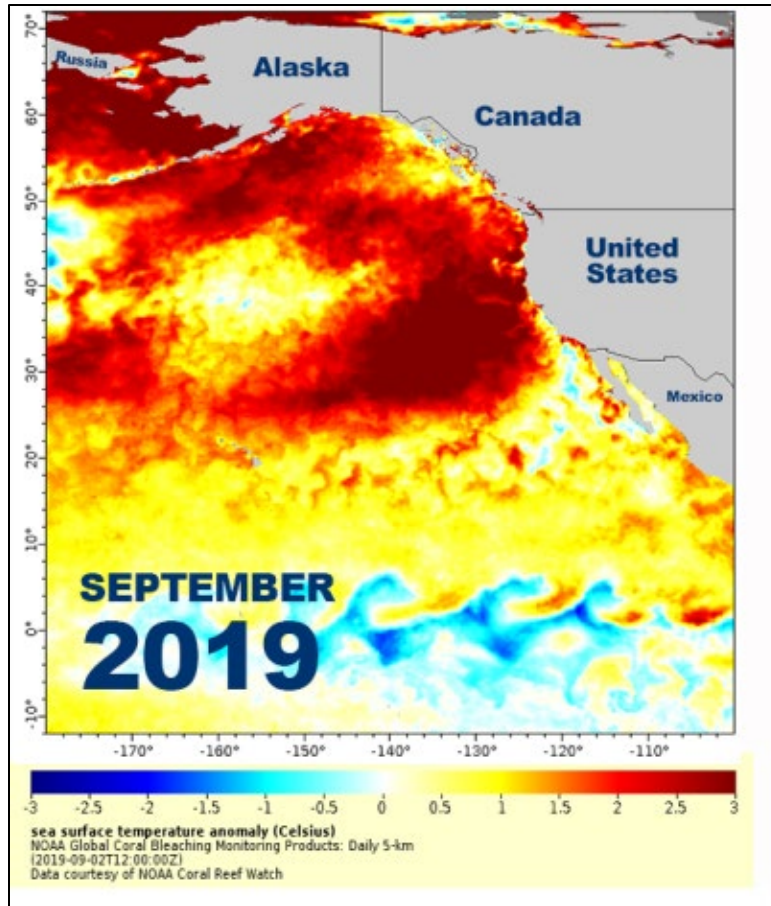 Russia
Alaska
Canada
United
States
Mexico
SEPTEMBER
2019
70°
60°
50°
40°
30°
20°
10°
0°
-10°
-170° -160° -150° -140° -130° -120° -110°
-3 -2.5 -2 -1.5 -1 -0.5 0 0.5 1 1.5 2 2.5 3
sea surface temperature anomaly (Celsius)
NOAA Global Coral Bleaching Monitoring Products: Daily 5-km
(2019-09-02T12:00:00Z)
Data courtesy of NOAA Coral Reef Watch